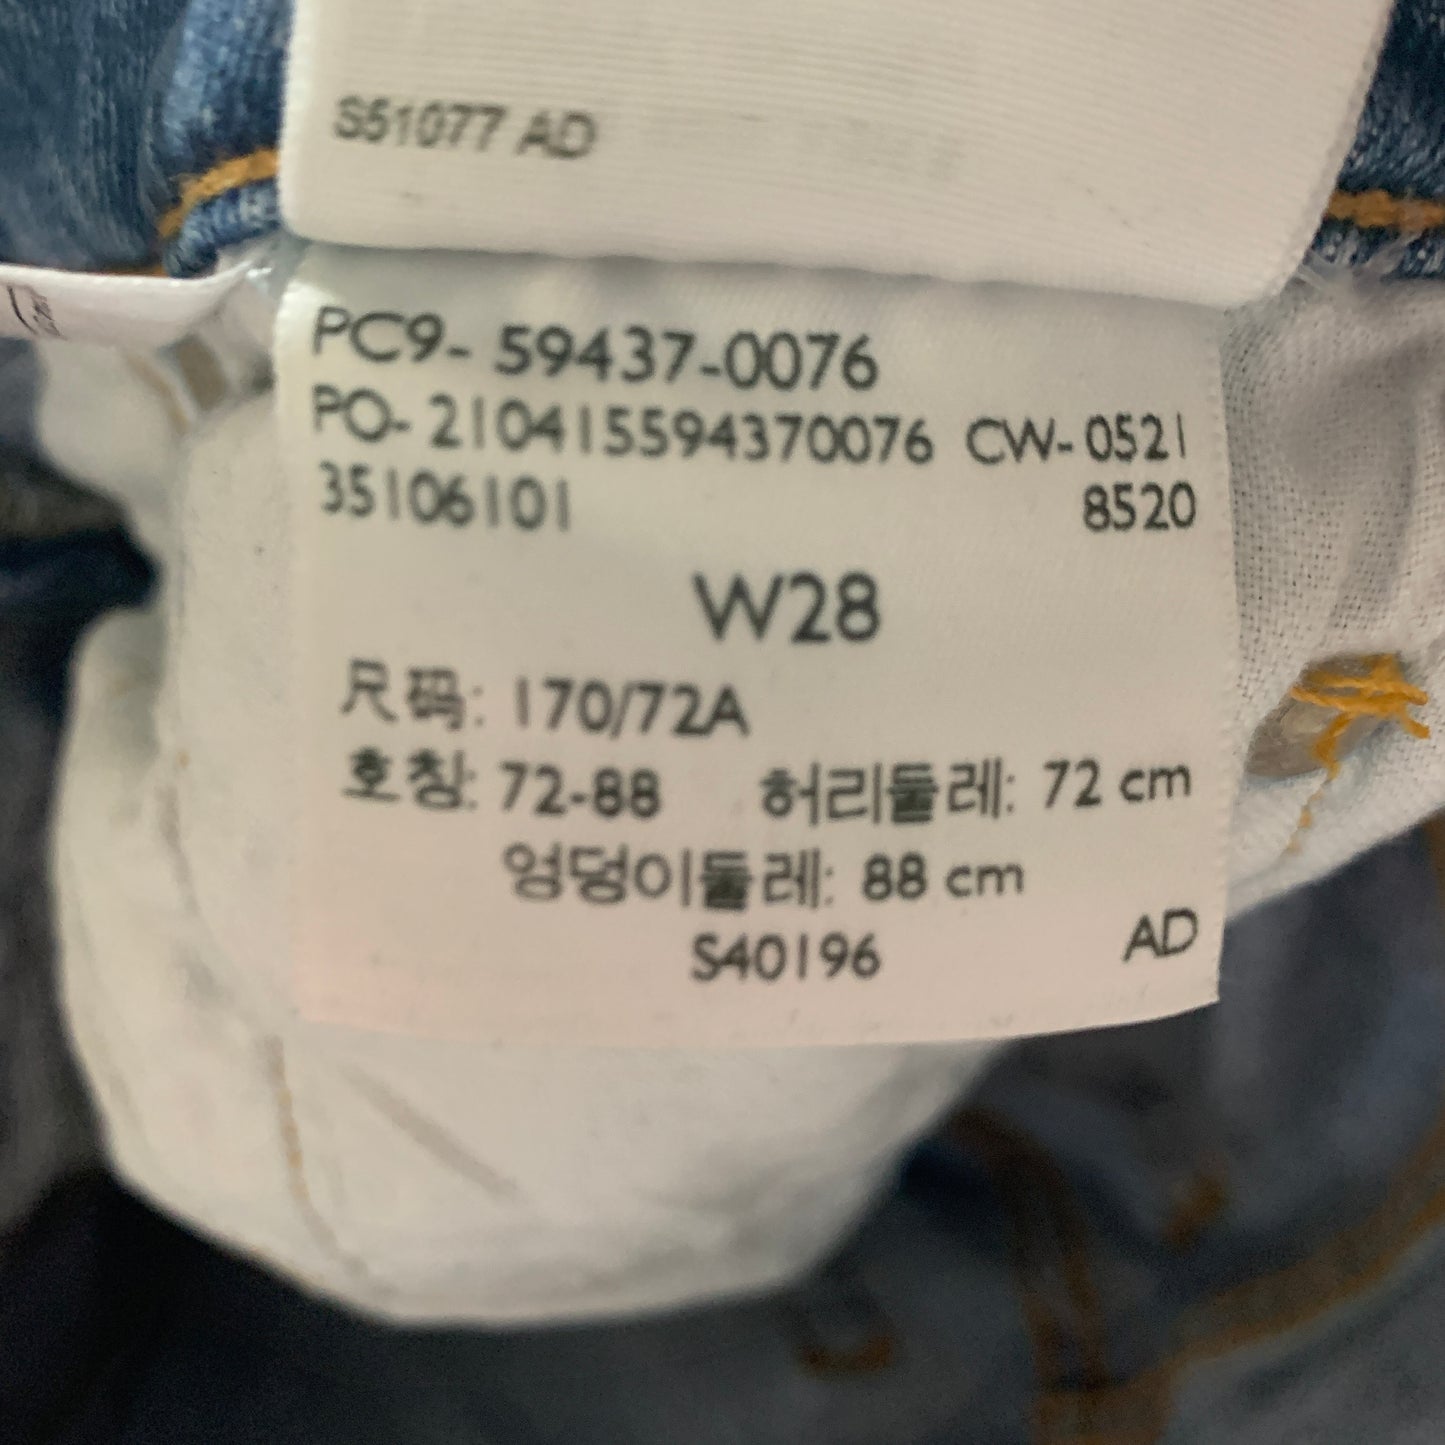 S51077 AD
PC9- 59437-0076
PO- 210415594370076 CW- 0521
35106101 8520
W28
尺码: 170/72A
호칭: 72-88 허리둘레: 72 cm
엉덩이둘레: 88 cm
S40196 AD